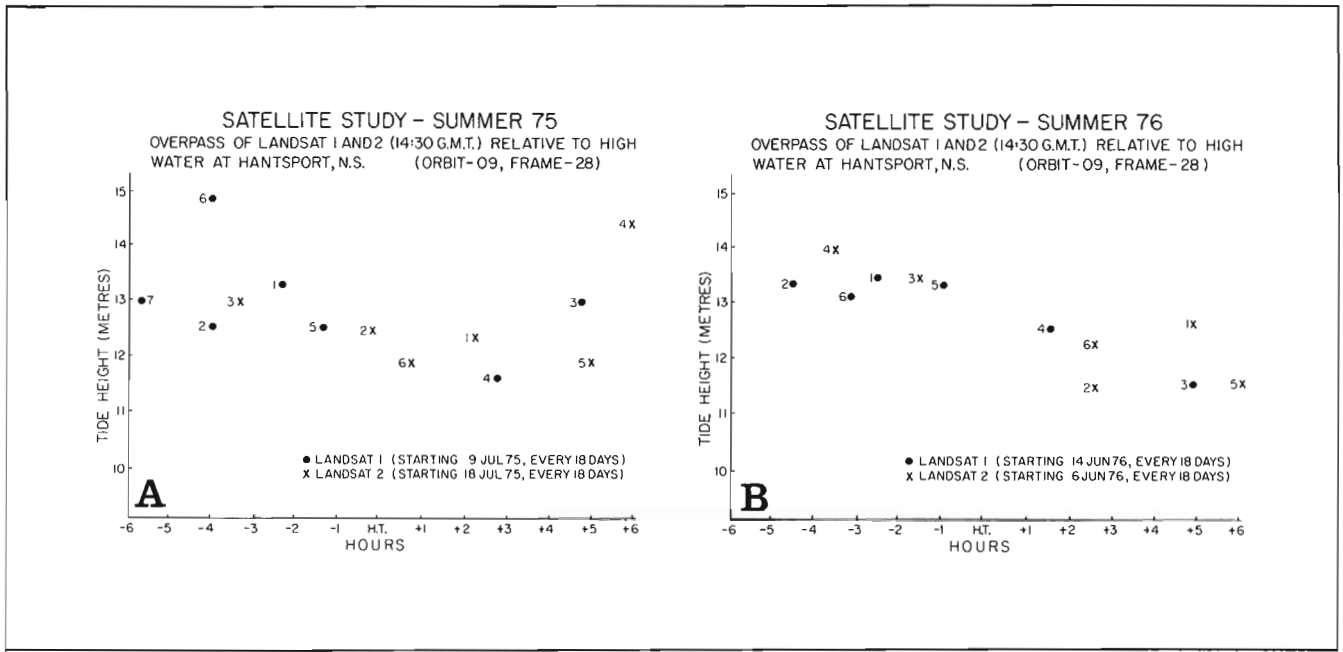 SATELLITE STUDY – SUMMER 75
OVERPASS OF LANDSAT 1 AND 2 (14:30 G.M.T.) RELATIVE TO HIGH
WATER AT HANTSPORT, N.S. (ORBIT-09, FRAME-28)
TIDE HEIGHT (METRES)
15
14
13
12
11
10
6
4x
7
3x
1
3
2
5
2x
1x
6x
5x
4
● LANDSAT 1 (STARTING 9 JUL 75, EVERY 18 DAYS)
x LANDSAT 2 (STARTING 18 JUL 75, EVERY 18 DAYS)
A
-6 -5 -4 -3 -2 -1 H.T. +1 +2 +3 +4 +5 +6
HOURS
SATELLITE STUDY – SUMMER 76
OVERPASS OF LANDSAT 1 AND 2 (14:30 G.M.T.) RELATIVE TO HIGH
WATER AT HANTSPORT, N.S. (ORBIT-09, FRAME-28)
TIDE HEIGHT (METRES)
15
14
13
12
11
10
4x
2
1
3x
5
6
4
1x
6x
2x
3
5x
● LANDSAT 1 (STARTING 14 JUN 76, EVERY 18 DAYS)
x LANDSAT 2 (STARTING 6 JUN 76, EVERY 18 DAYS)
B
-6 -5 -4 -3 -2 -1 H.T. +1 +2 +3 +4 +5 +6
HOURS